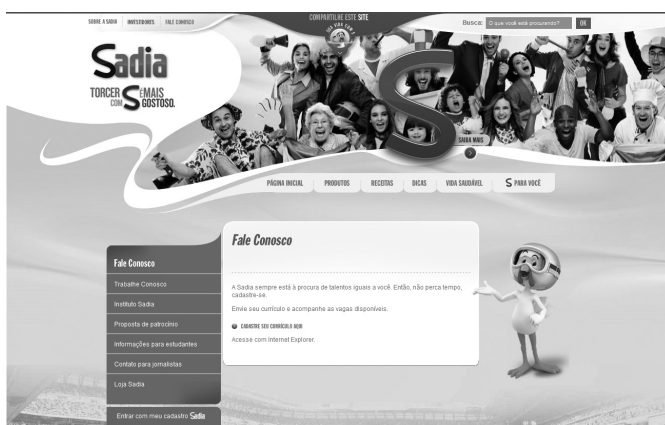 SOBRE A SADIA INVESTIDORES FALE CONOSCO
COMPARTILHE ESTE SITE
Busca: O que você está procurando? OK
Sadia
TORCER É MAIS
COM S GOSTOSO.
S
SAIBA MAIS
PÁGINA INICIAL PRODUTOS RECEITAS DICAS VIDA SAUDÁVEL S PARA VOCÊ
Fale Conosco
Trabalhe Conosco
Instituto Sadia
Proposta de patrocínio
Informações para estudantes
Contato para jornalistas
Loja Sadia
Entrar com meu cadastro Sadia
Fale Conosco
A Sadia sempre está à procura de talentos iguais a você. Então, não perca tempo,
cadastre-se.
Envie seu currículo e acompanhe as vagas disponíveis.
CADASTRE SEU CURRÍCULO AQUI
Acesse com Internet Explorer.